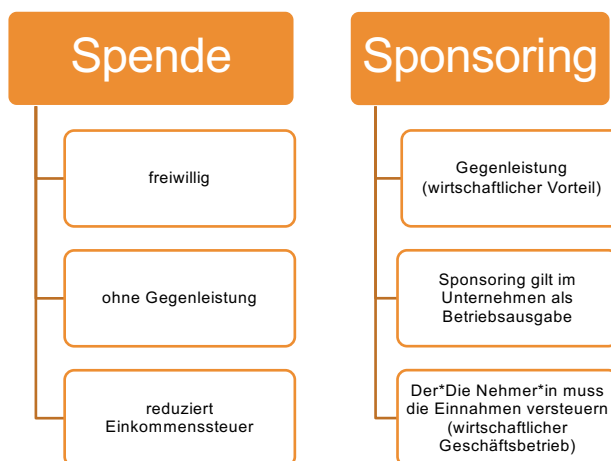 Spende
freiwillig
ohne Gegenleistung
reduziert
Einkommenssteuer
Sponsoring
Gegenleistung
(wirtschaftlicher Vorteil)
Sponsoring gilt im
Unternehmen als
Betriebsausgabe
Der*Die Nehmer*in muss
die Einnahmen versteuern
(wirtschaftlicher
Geschäftsbetrieb)